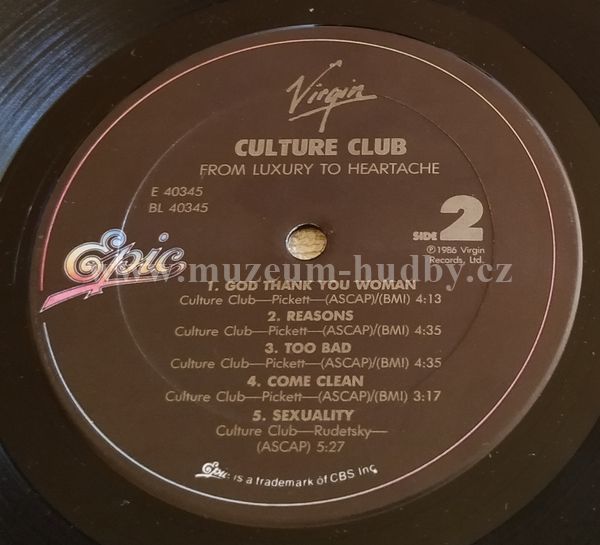 Virgin
CULTURE CLUB
FROM LUXURY TO HEARTACHE
E 40345
BL 40345
SIDE 2
℗1986 Virgin
Records, Ltd.
Epic
www.muzeum-hudby.cz
1. GOD THANK YOU WOMAN
Culture Club—Pickett—(ASCAP)/(BMI) 4:13
2. REASONS
Culture Club—Pickett—(ASCAP)/(BMI) 4:35
3. TOO BAD
Culture Club—Pickett—(ASCAP)/(BMI) 4:35
4. COME CLEAN
Culture Club—Pickett—(ASCAP)/(BMI) 3:17
5. SEXUALITY
Culture Club—Rudetsky—
(ASCAP) 5:27
Epic is a trademark of CBS Inc.